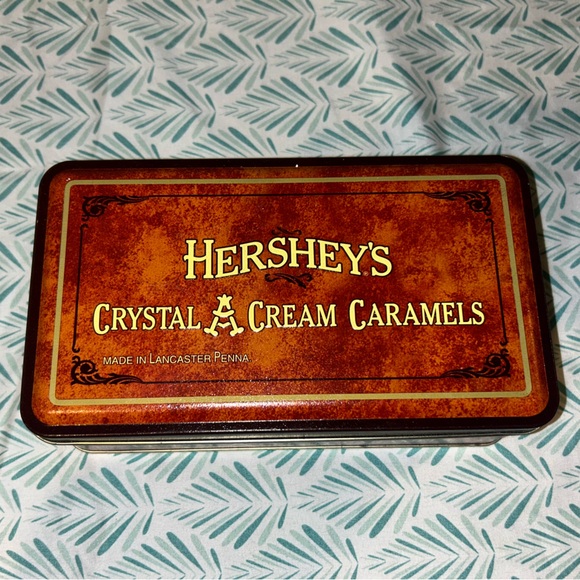 HERSHEY'S
CRYSTAL A CREAM CARAMELS
MADE IN LANCASTER, PENNA.